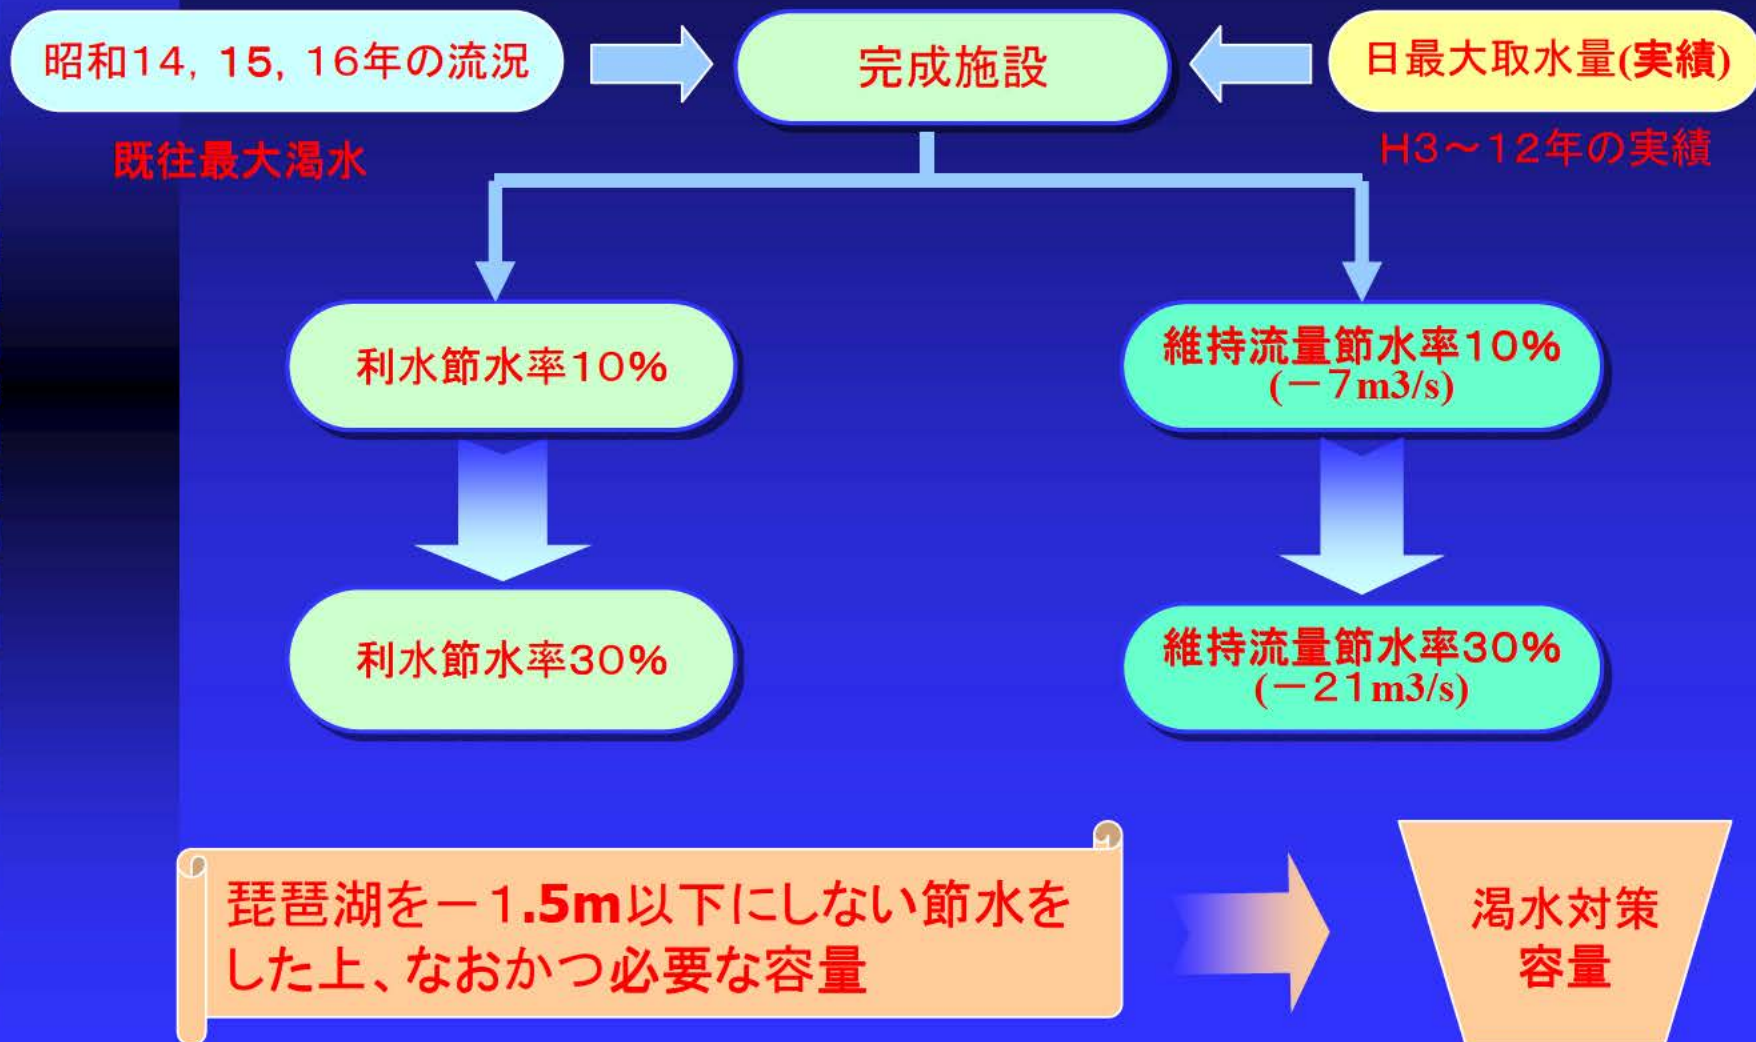 昭和14, 15, 16年の流況
完成施設
日最大取水量(実績)
既往最大渇水
H3~12年の実績
利水節水率10%
維持流量節水率10%
(-7m3/s)
利水節水率30%
維持流量節水率30%
(-21m3/s)
琵琶湖を-1.5m以下にしない節水を
した上、なおかつ必要な容量
渇水対策
容量